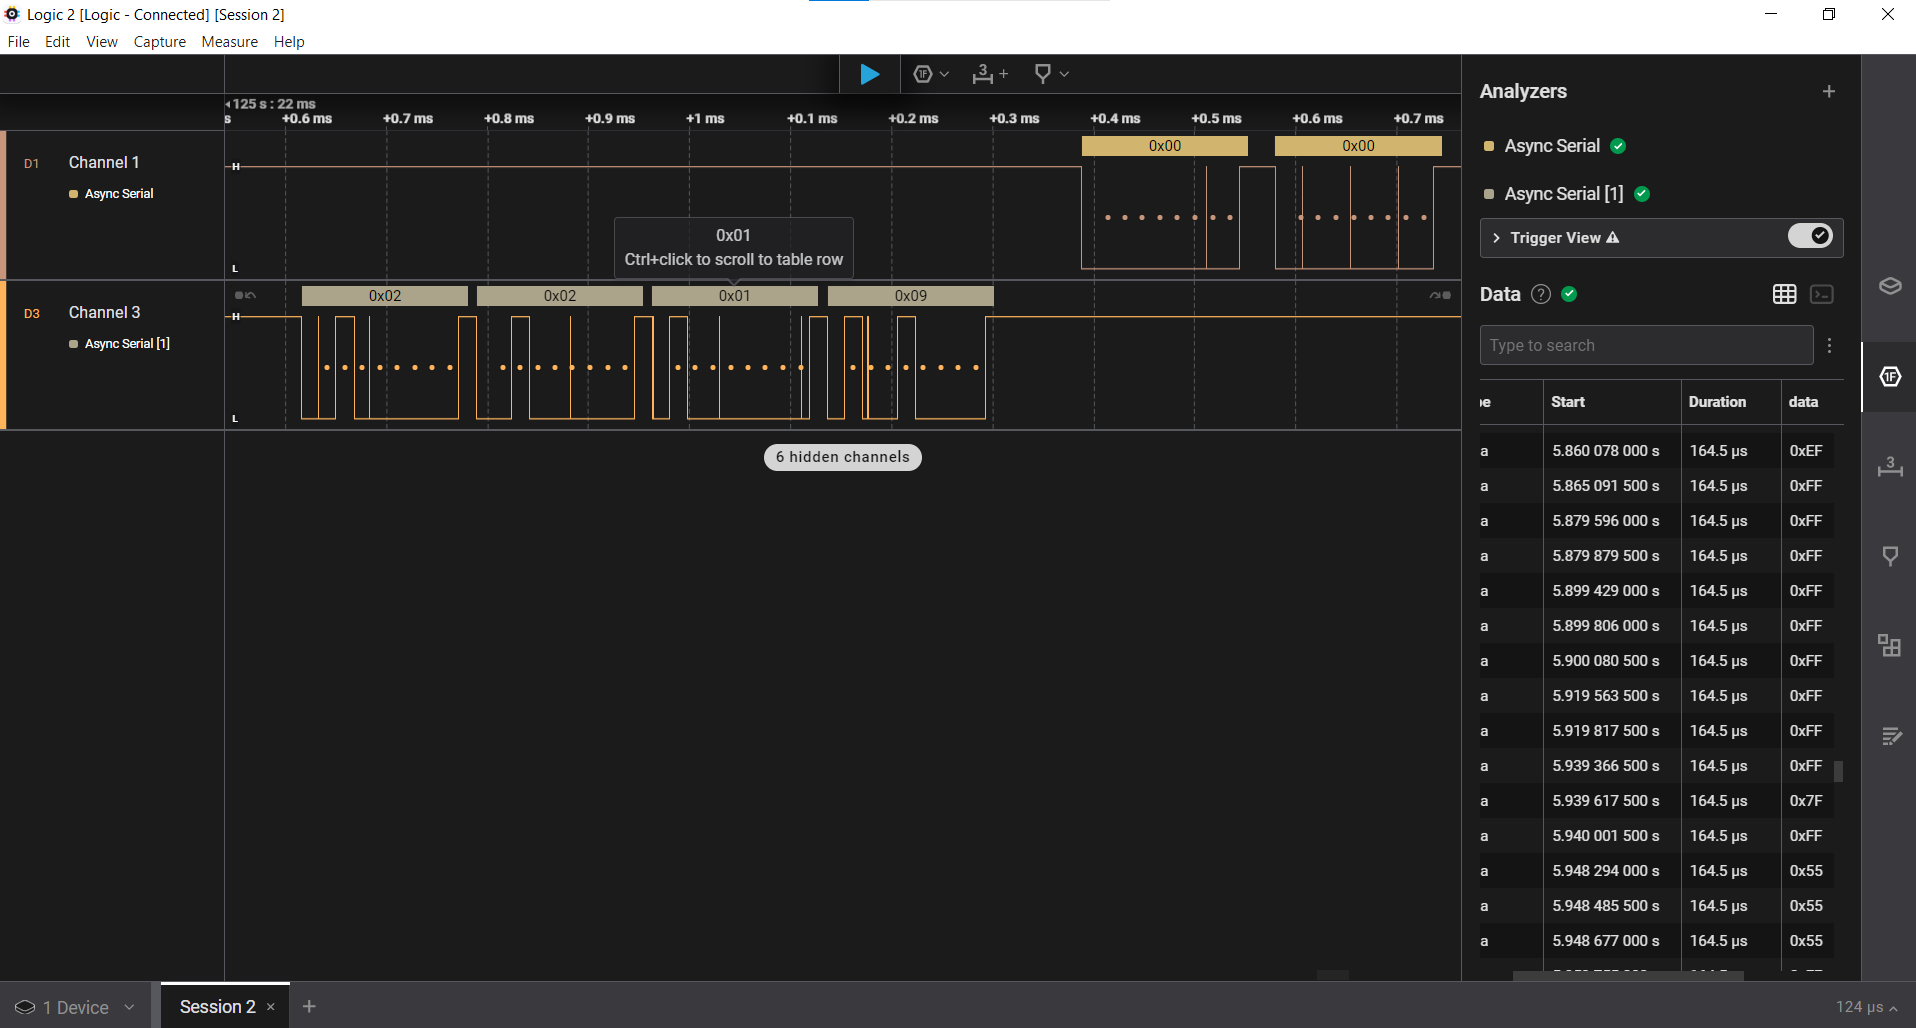 Logic 2 [Logic - Connected] [Session 2]
File Edit View Capture Measure Help
3 +
125 s : 22 ms
s +0.6 ms +0.7 ms +0.8 ms +0.9 ms +1 ms +0.1 ms +0.2 ms +0.3 ms +0.4 ms +0.5 ms +0.6 ms +0.7 ms
D1 Channel 1
Async Serial
H
L
0x00 0x00
0x01
Ctrl+click to scroll to table row
D3 Channel 3
Async Serial [1]
H
L
0x02 0x02 0x01 0x09
6 hidden channels
Analyzers +
Async Serial
Async Serial [1]
Trigger View
Data ?
Type to search
pe Start Duration data
a 5.860 078 000 s 164.5 μs 0xEF
a 5.865 091 500 s 164.5 μs 0xFF
a 5.879 596 000 s 164.5 μs 0xFF
a 5.879 879 500 s 164.5 μs 0xFF
a 5.899 429 000 s 164.5 μs 0xFF
a 5.899 806 000 s 164.5 μs 0xFF
a 5.900 080 500 s 164.5 μs 0xFF
a 5.919 563 500 s 164.5 μs 0xFF
a 5.919 817 500 s 164.5 μs 0xFF
a 5.939 366 500 s 164.5 μs 0xFF
a 5.939 617 500 s 164.5 μs 0x7F
a 5.940 001 500 s 164.5 μs 0xFF
a 5.948 294 000 s 164.5 μs 0x55
a 5.948 485 500 s 164.5 μs 0x55
a 5.948 677 000 s 164.5 μs 0x55
1F
3
1 Device
Session 2 × +
124 μs